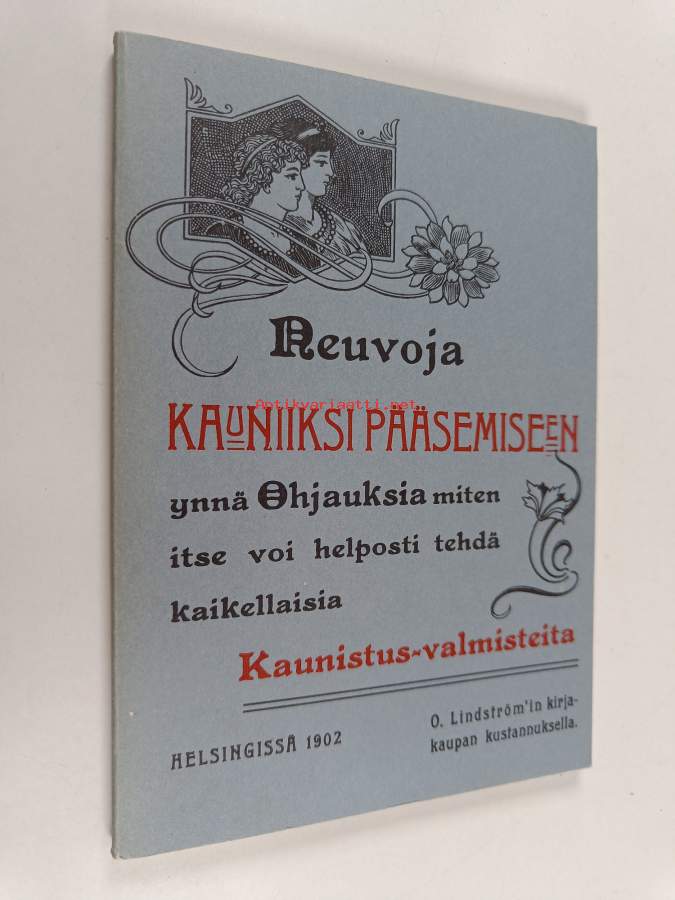 Neuvoja
Antikvariaatti.net
KAUNIIKSI PÄÄSEMISEEN
ynnä Ohjauksia miten
itse voi helposti tehdä
kaikellaisia
Kaunistus-valmisteita
HELSINGISSÄ 1902
O. Lindström'in kirja-
kaupan kustannuksella.